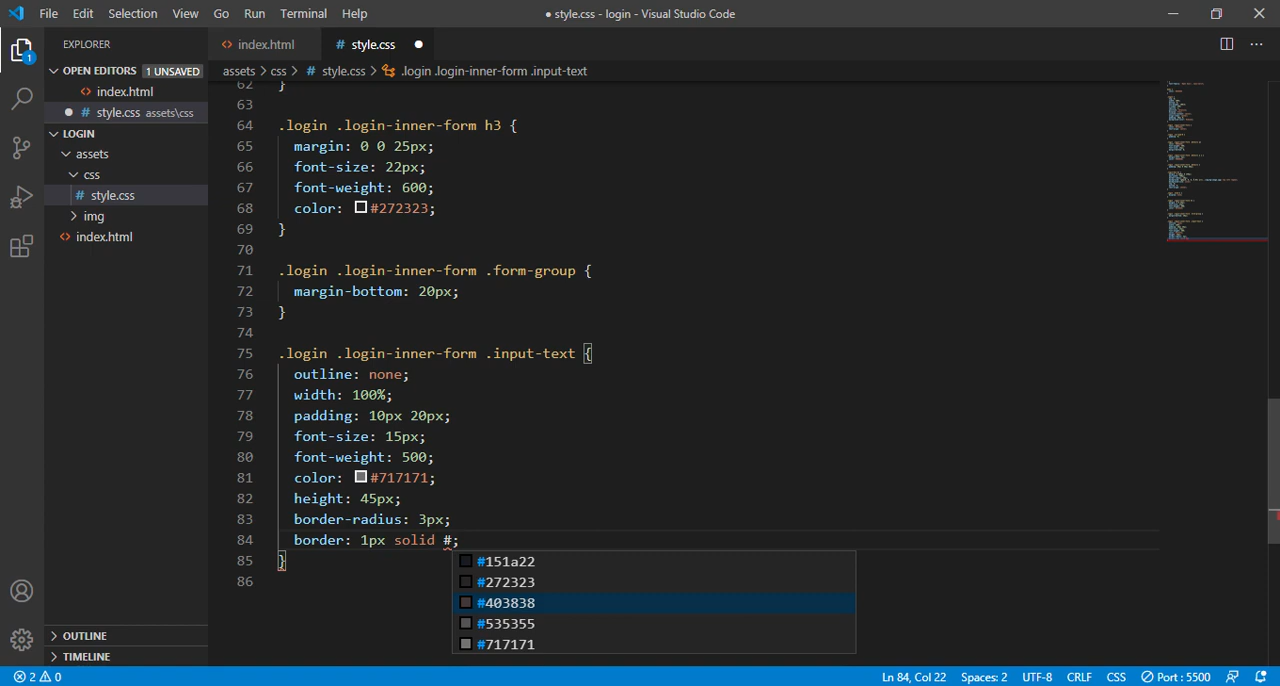 File Edit Selection View Go Run Terminal Help ● style.css - login - Visual Studio Code
EXPLORER
<> index.html # style.css ●
OPEN EDITORS 1 UNSAVED
assets > css > # style.css > .login .login-inner-form .input-text
<> index.html
● # style.css assets\css
LOGIN
assets
css
# style.css
img
<> index.html
62 }
63
64 .login .login-inner-form h3 {
65 margin: 0 0 25px;
66 font-size: 22px;
67 font-weight: 600;
68 color: #272323;
69 }
70
71 .login .login-inner-form .form-group {
72 margin-bottom: 20px;
73 }
74
75 .login .login-inner-form .input-text {
76 outline: none;
77 width: 100%;
78 padding: 10px 20px;
79 font-size: 15px;
80 font-weight: 500;
81 color: #717171;
82 height: 45px;
83 border-radius: 3px;
84 border: 1px solid #;
85 }
86
#151a22
#272323
#403838
#535355
#717171
1
OUTLINE
TIMELINE
2 0 Ln 84, Col 22 Spaces: 2 UTF-8 CRLF CSS Port : 5500